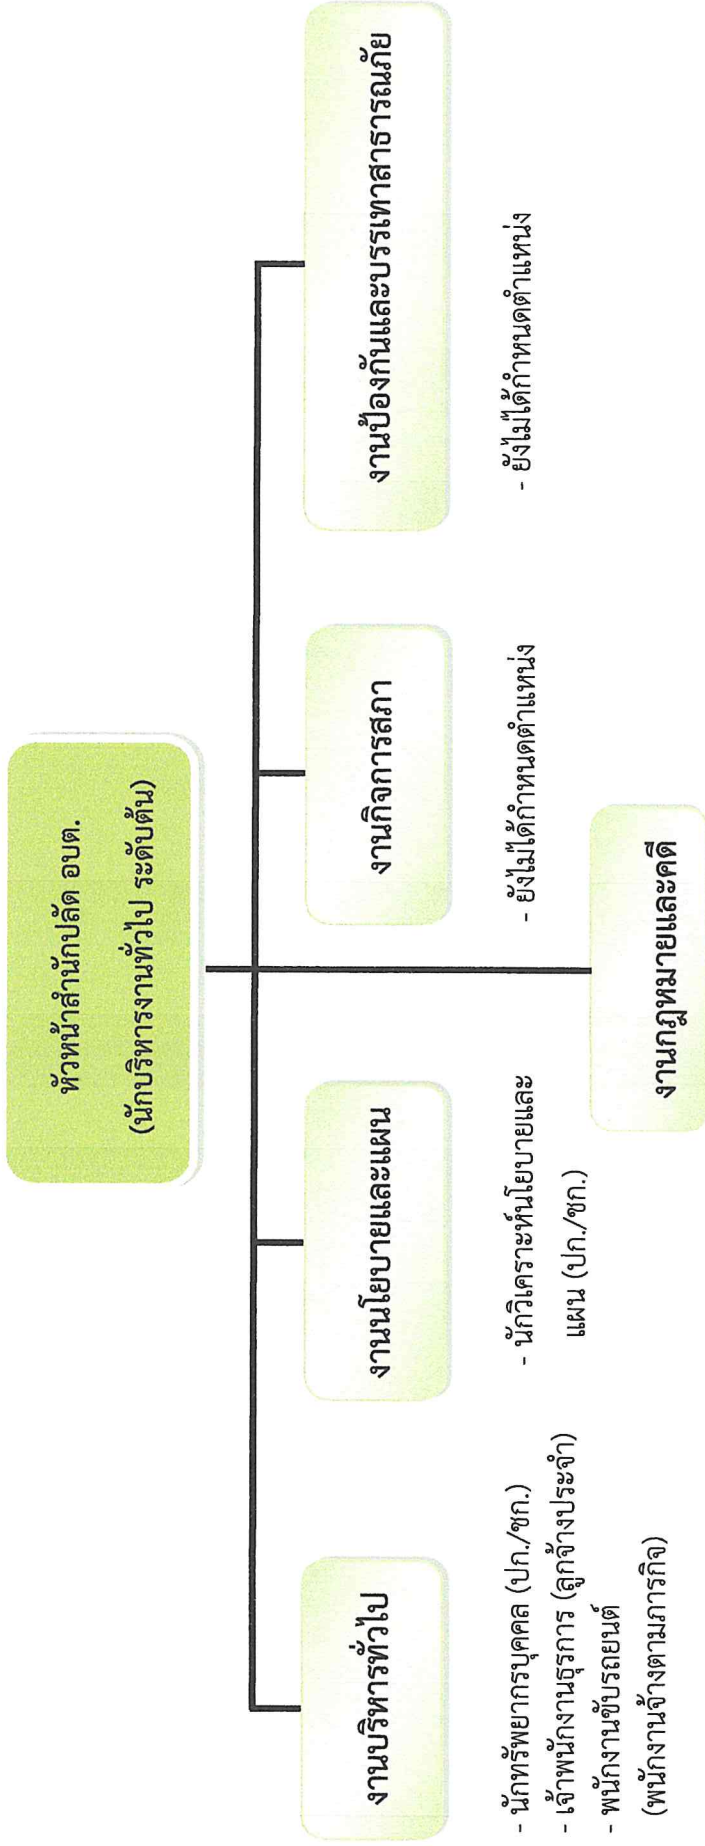 หัวหน้าสำนักปลัด อบต.
(นักบริหารงานทั่วไป ระดับต้น)
งานบริหารทั่วไป
- นักทรัพยากรบุคคล (ปก./ชก.)
- เจ้าพนักงานธุรการ (ลูกจ้างประจำ)
- พนักงานขับรถยนต์
(พนักงานจ้างตามภารกิจ)
งานนโยบายและแผน
- นักวิเคราะห์นโยบายและ
แผน (ปก./ชก.)
งานกิจการสภา
- ยังไม่ได้กำหนดตำแหน่ง
งานป้องกันและบรรเทาสาธารณภัย
- ยังไม่ได้กำหนดตำแหน่ง
งานกฎหมายและคดี